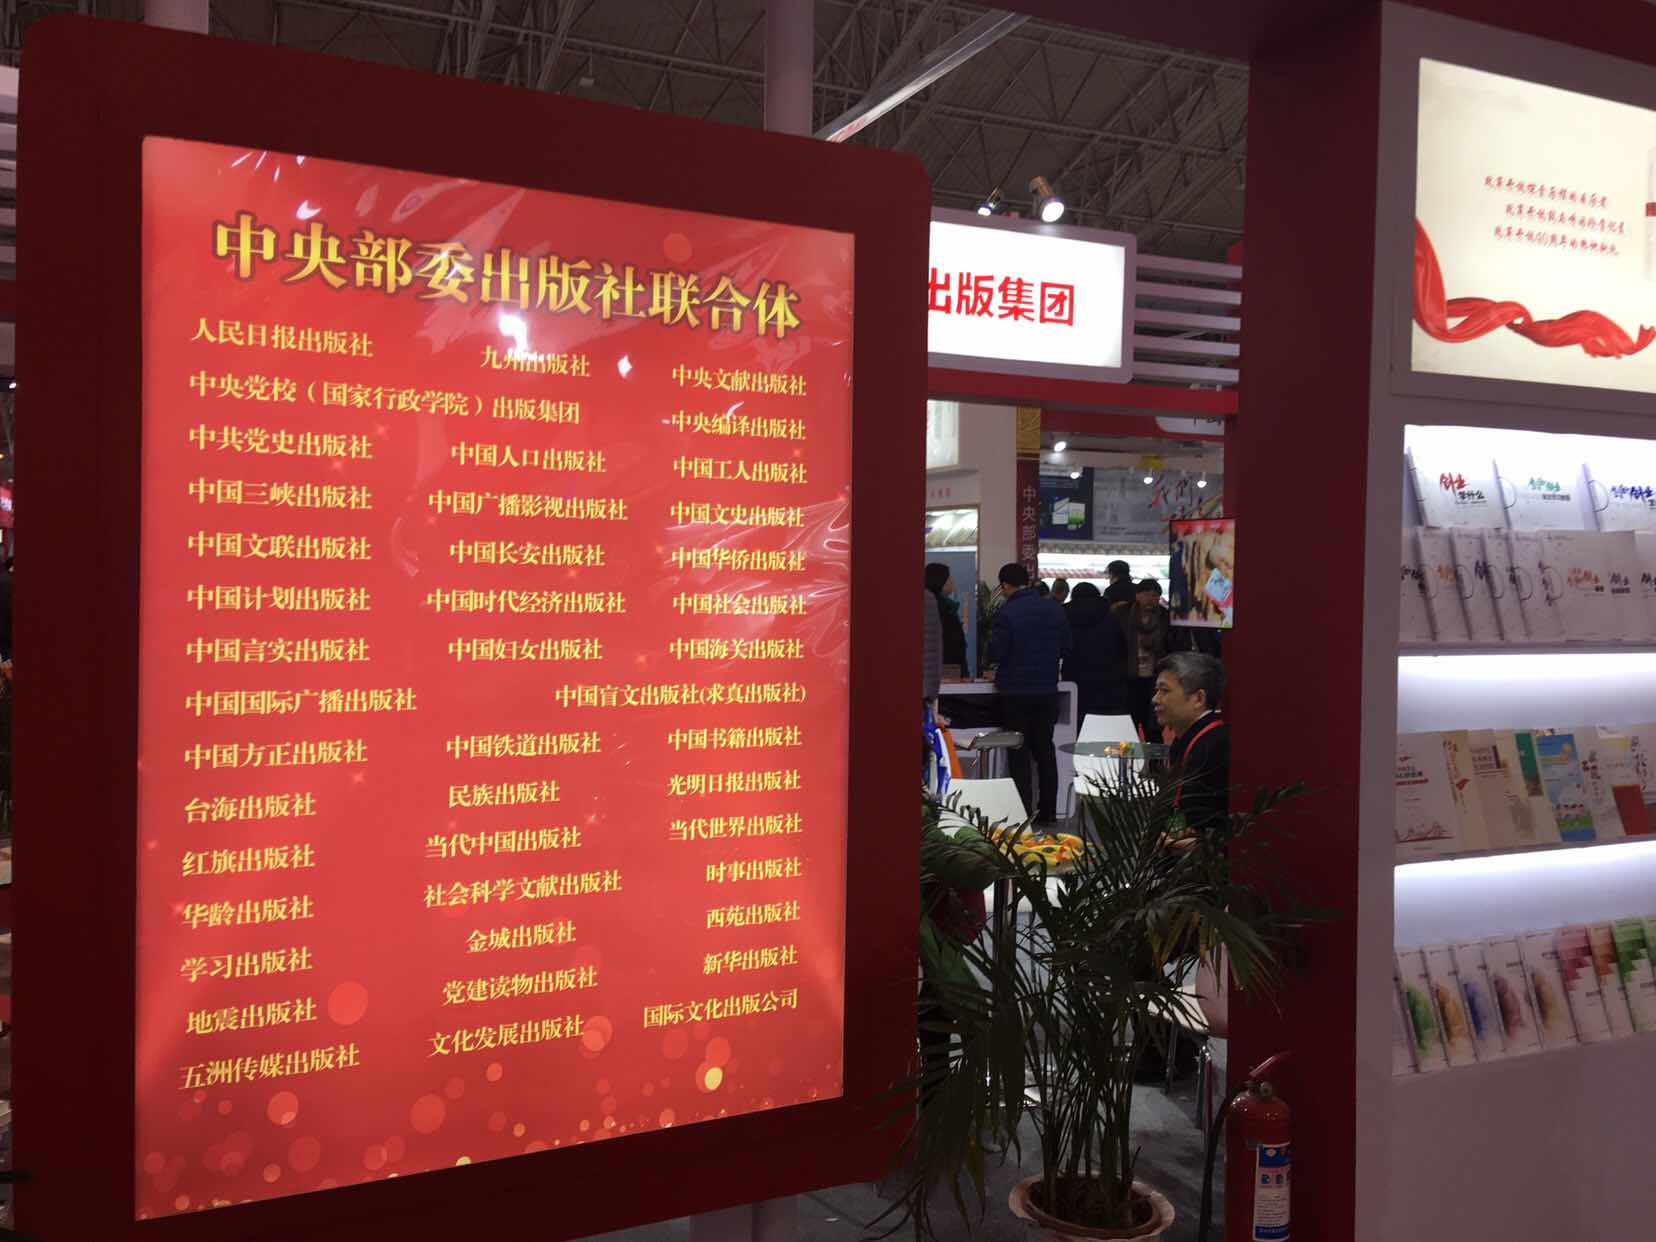 中央部委出版社联合体
人民日报出版社 九州出版社 中央文献出版社
中央党校（国家行政学院）出版集团 中央编译出版社
中共党史出版社 中国人口出版社 中国工人出版社
中国三峡出版社 中国广播影视出版社 中国文史出版社
中国文联出版社 中国长安出版社 中国华侨出版社
中国计划出版社 中国时代经济出版社 中国社会出版社
中国言实出版社 中国妇女出版社 中国海关出版社
中国国际广播出版社 中国盲文出版社(求真出版社)
中国方正出版社 中国铁道出版社 中国书籍出版社
台海出版社 民族出版社 光明日报出版社
红旗出版社 当代中国出版社 当代世界出版社
华龄出版社 社会科学文献出版社 时事出版社
学习出版社 金城出版社 西苑出版社
地震出版社 党建读物出版社 新华出版社
五洲传媒出版社 文化发展出版社 国际文化出版公司
出版集团
中央部委出